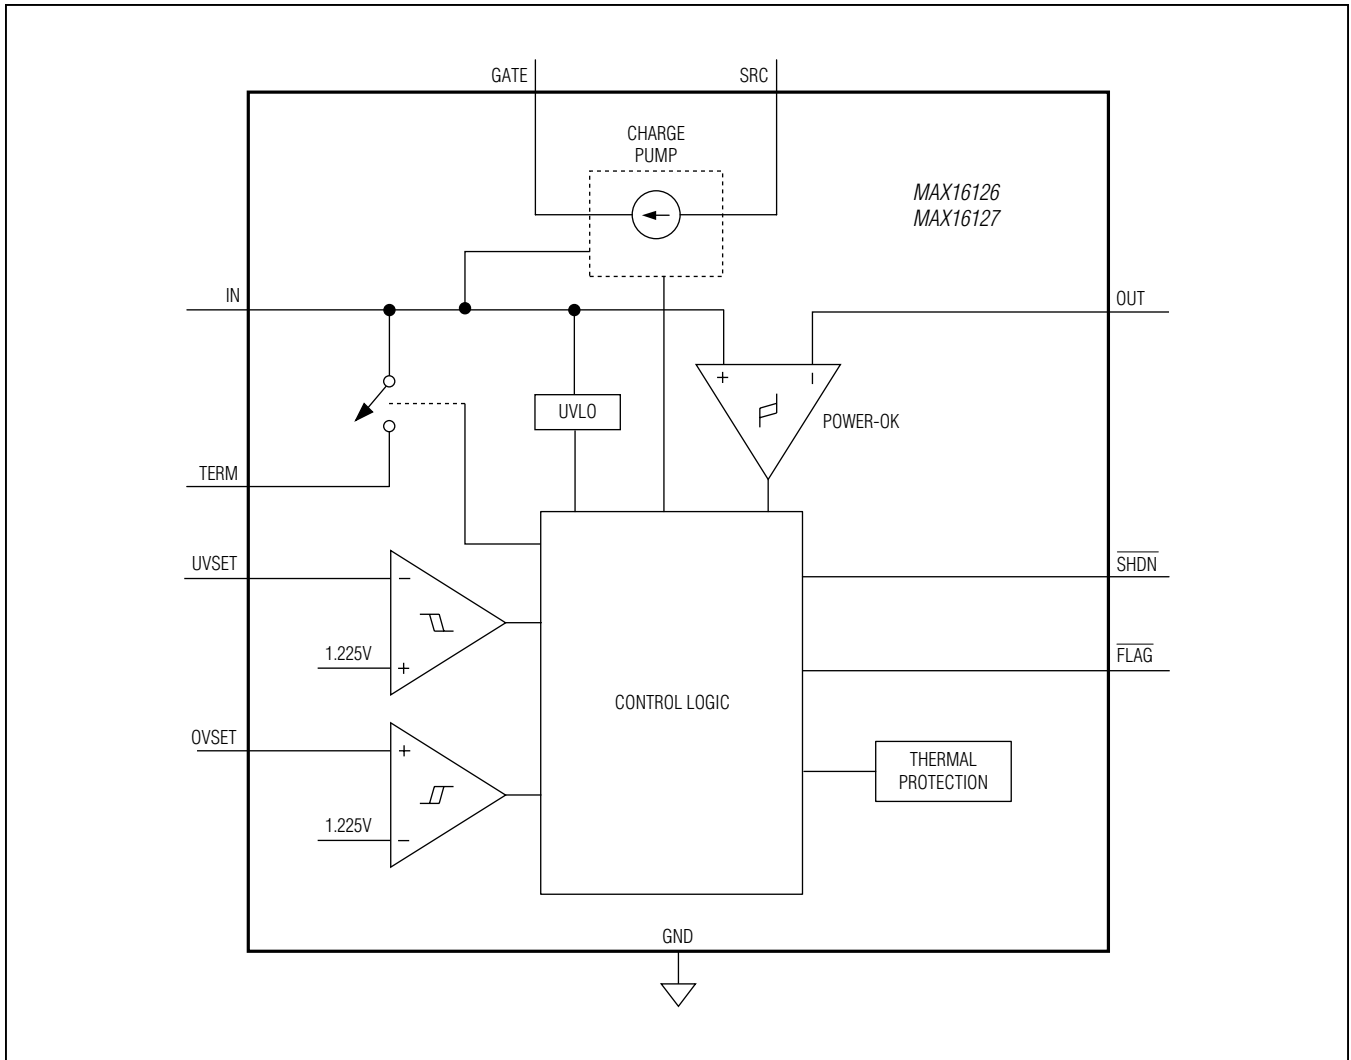 GATE
SRC
CHARGE
PUMP
MAX16126
MAX16127
IN
OUT
+
−
UVLO
POWER-OK
TERM
UVSET
−
SHDN
1.225V
+
FLAG
CONTROL LOGIC
OVSET
+
THERMAL
PROTECTION
1.225V
−
GND